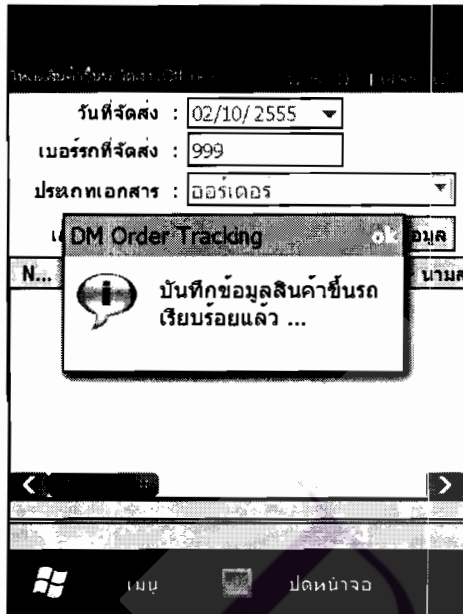 วันที่จัดส่ง : 02/10/2555
เบอร์รถที่จัดส่ง : 999
ประเภทเอกสาร : ออร์เดอร์
DM Order Tracking ok
บันทึกข้อมูลสินค้าขึ้นรถ
เรียบร้อยแล้ว ...
N...
เมนู ปิดหน้าจอ